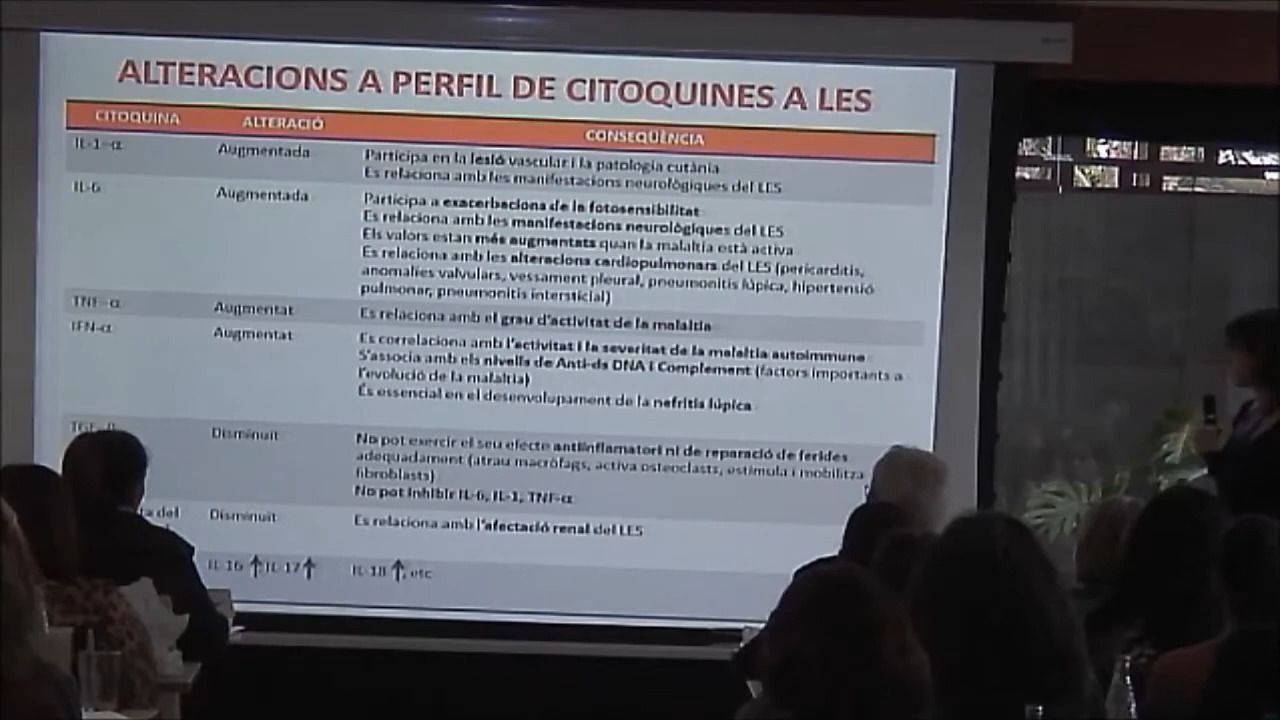 ALTERACIONS A PERFIL DE CITOQUINES A LES
CITOQUINA ALTERACIÓ CONSEQÜÈNCIA
IL-1-α Augmentada Participa en la lesió vascular i la patologia cutània
Es relaciona amb les manifestacions neurològiques del LES
IL-6 Augmentada Participa a exacerbacions de la fotosensibilitat
Es relaciona amb les manifestacions neurològiques del LES
Els valors estan més augmentats quan la malaltia està activa
Es relaciona amb les alteracions cardiopulmonars del LES (pericarditis,
anomalies valvulars, vessament pleural, pneumonitis lúpica, hipertensió
pulmonar, pneumonitis intersticial)
TNF-α Augmentat Es relaciona amb el grau d'activitat de la malaltia
IFN-α Augmentat Es correlaciona amb l'activitat i la severitat de la malaltia autoimmune
S'associa amb els nivells de Anti-ds DNA i Complement (factors importants a
l'evolució de la malaltia)
És essencial en el desenvolupament de la nefritis lúpica
Disminuit No pot exercir el seu efecte antiinflamatori ni de reparació de ferides
adequadament (atrau macròfags, activa osteoclasts, estimula i mobilitza
fibroblasts)
No pot inhibir IL-6, IL-1, TNF-α
del Disminuit Es relaciona amb l'afectació renal del LES
IL-16 ↑ IL-17 ↑ IL-18 ↑, etc